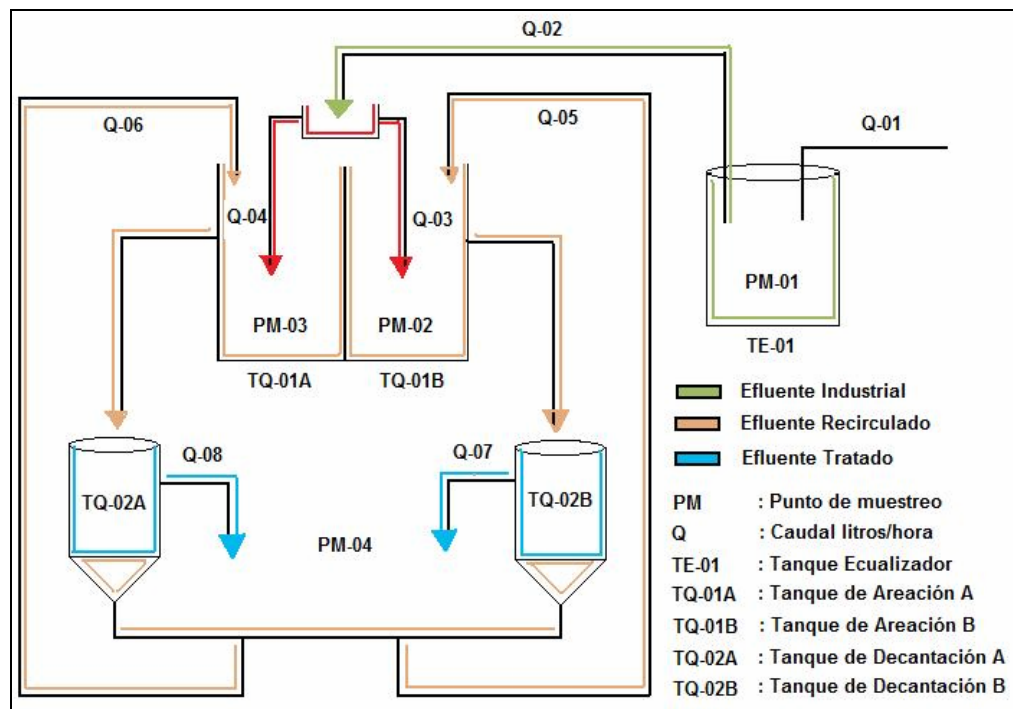 Q-02
Q-06
Q-05
Q-01
Q-04
Q-03
PM-01
PM-03
PM-02
TE-01
TQ-01A
TQ-01B
Efluente Industrial
Efluente Recirculado
Q-08
Q-07
Efluente Tratado
TQ-02A
TQ-02B
PM : Punto de muestreo
PM-04
Q : Caudal litros/hora
TE-01 : Tanque Ecualizador
TQ-01A : Tanque de Areación A
TQ-01B : Tanque de Areación B
TQ-02A : Tanque de Decantación A
TQ-02B : Tanque de Decantación B